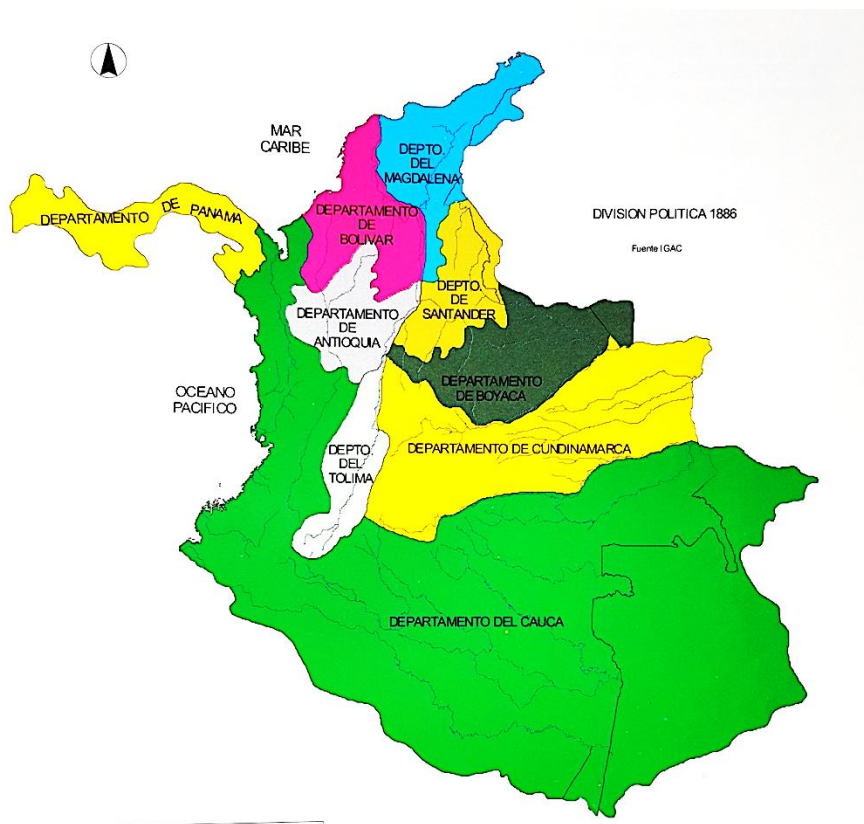 MAR
CARIBE
DEPTO.
DEL
MAGDALENA
DEPARTAMENTO DE PANAMA
DEPARTAMENTO
DE
BOLIVAR
DIVISION POLITICA 1886
Fuente IGAC
DEPTO.
DE
SANTANDER
DEPARTAMENTO
DE
ANTIOQUIA
DEPARTAMENTO
DE BOYACA
OCEANO
PACIFICO
DEPTO.
DEL
TOLIMA
DEPARTAMENTO DE CUNDINAMARCA
DEPARTAMENTO DEL CAUCA